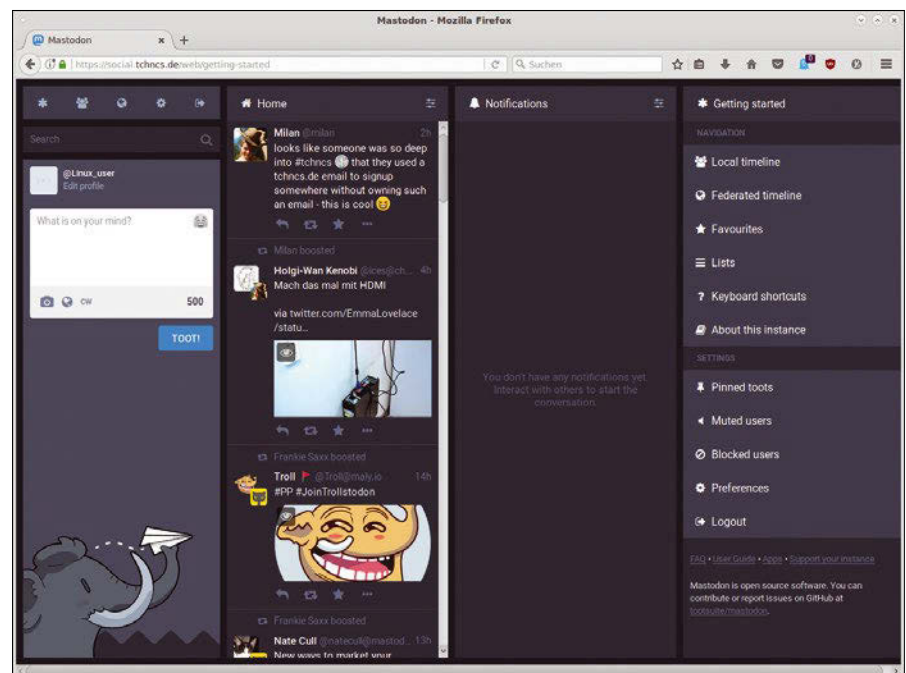 Mastodon - Mozilla Firefox
Mastodon
https://social.tchncs.de/web/getting-started
Suchen
Search
@Linux_user
Edit profile
What is on your mind?
CW
500
TOOT!
Home
Milan @milan 2h
looks like someone was so deep
into #tchncs that they used a
tchncs.de email to signup
somewhere without owning such
an email - this is cool
Milan boosted
Holgi-Wan Kenobi @ices@ch... 4h
Mach das mal mit HDMI
via twitter.com/EmmaLovelace
/statu...
Frankie Saxx boosted
Troll @Troll@maly.io 14h
#PP #JoinTrollstodon
Frankie Saxx boosted
Nate Cull @natecull@mastod... 13h
New ways to market your
Notifications
You don't have any notifications yet.
Interact with others to start the
conversation.
Getting started
NAVIGATION
Local timeline
Federated timeline
Favourites
Lists
Keyboard shortcuts
About this instance
SETTINGS
Pinned toots
Muted users
Blocked users
Preferences
Logout
FAQ • User Guide • Apps • Support your instance
Mastodon is open source software. You can
contribute or report issues on GitHub at
tootsuite/mastodon.